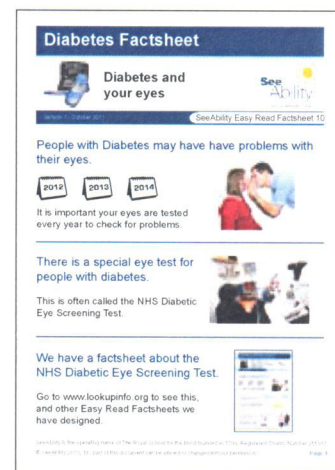 Diabetes Factsheet
Diabetes and
your eyes
See
Ability
SeeAbility Easy Read Factsheet 10
People with Diabetes may have have problems with
their eyes.
2012 2013 2014
It is important your eyes are tested
every year to check for problems.
There is a special eye test for
people with diabetes.
This is often called the NHS Diabetic
Eye Screening Test.
We have a factsheet about the
NHS Diabetic Eye Screening Test.
Go to www.lookupinfo.org to see this,
and other Easy Read Factsheets we
have designed.